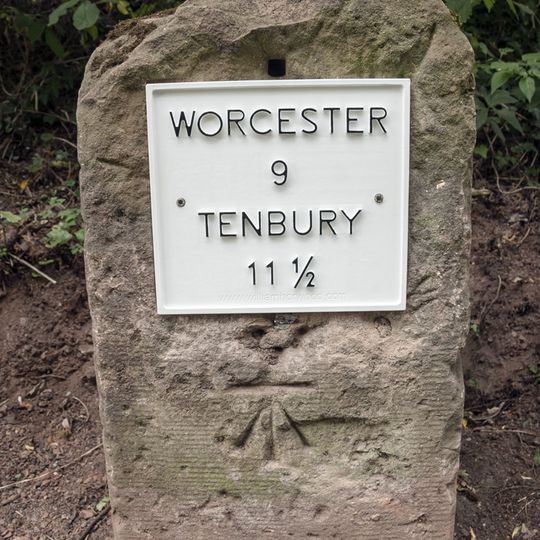 WORCESTER
9
TENBURY
11 ½